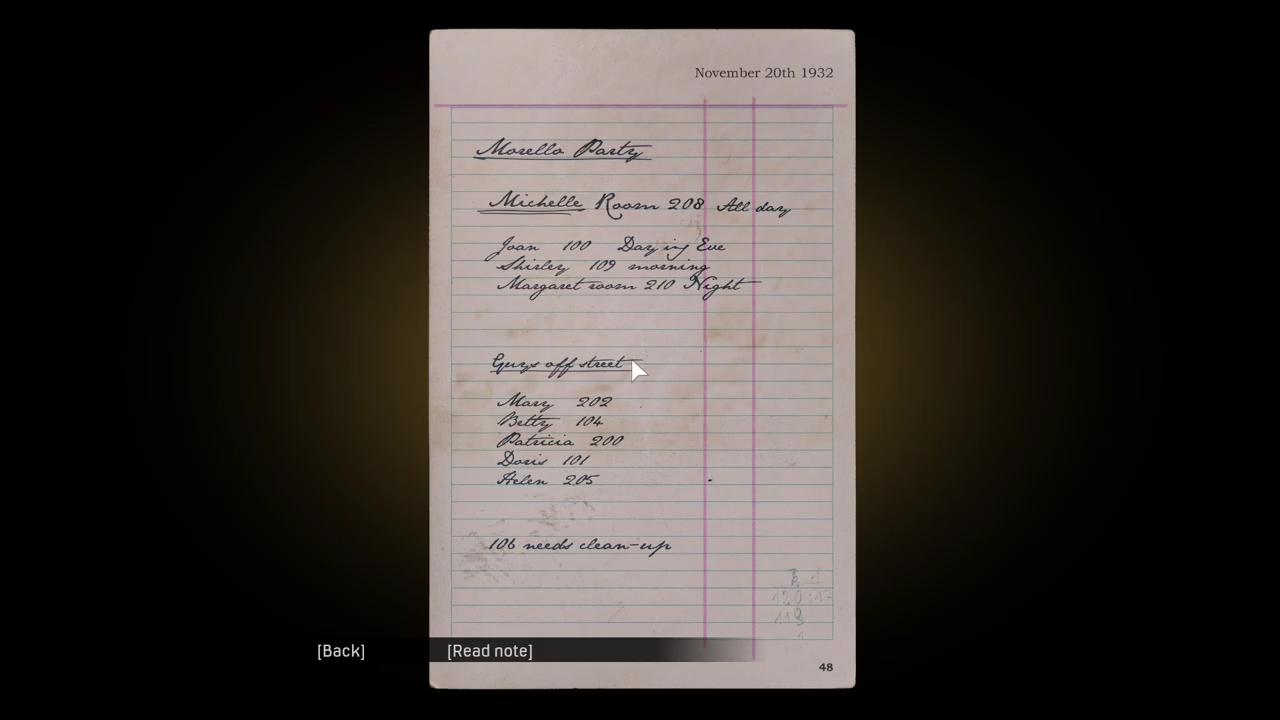 November 20th 1932
Morello Party
Michelle Room 208 All day
Joan 100 Day ing Eve
Shirley 109 morning
Margaret room 210 Night
Guys off street
Mary 202
Betty 104
Patricia 200
Doris 101
Helen 205
106 needs clean-up
[Back] [Read note]
48